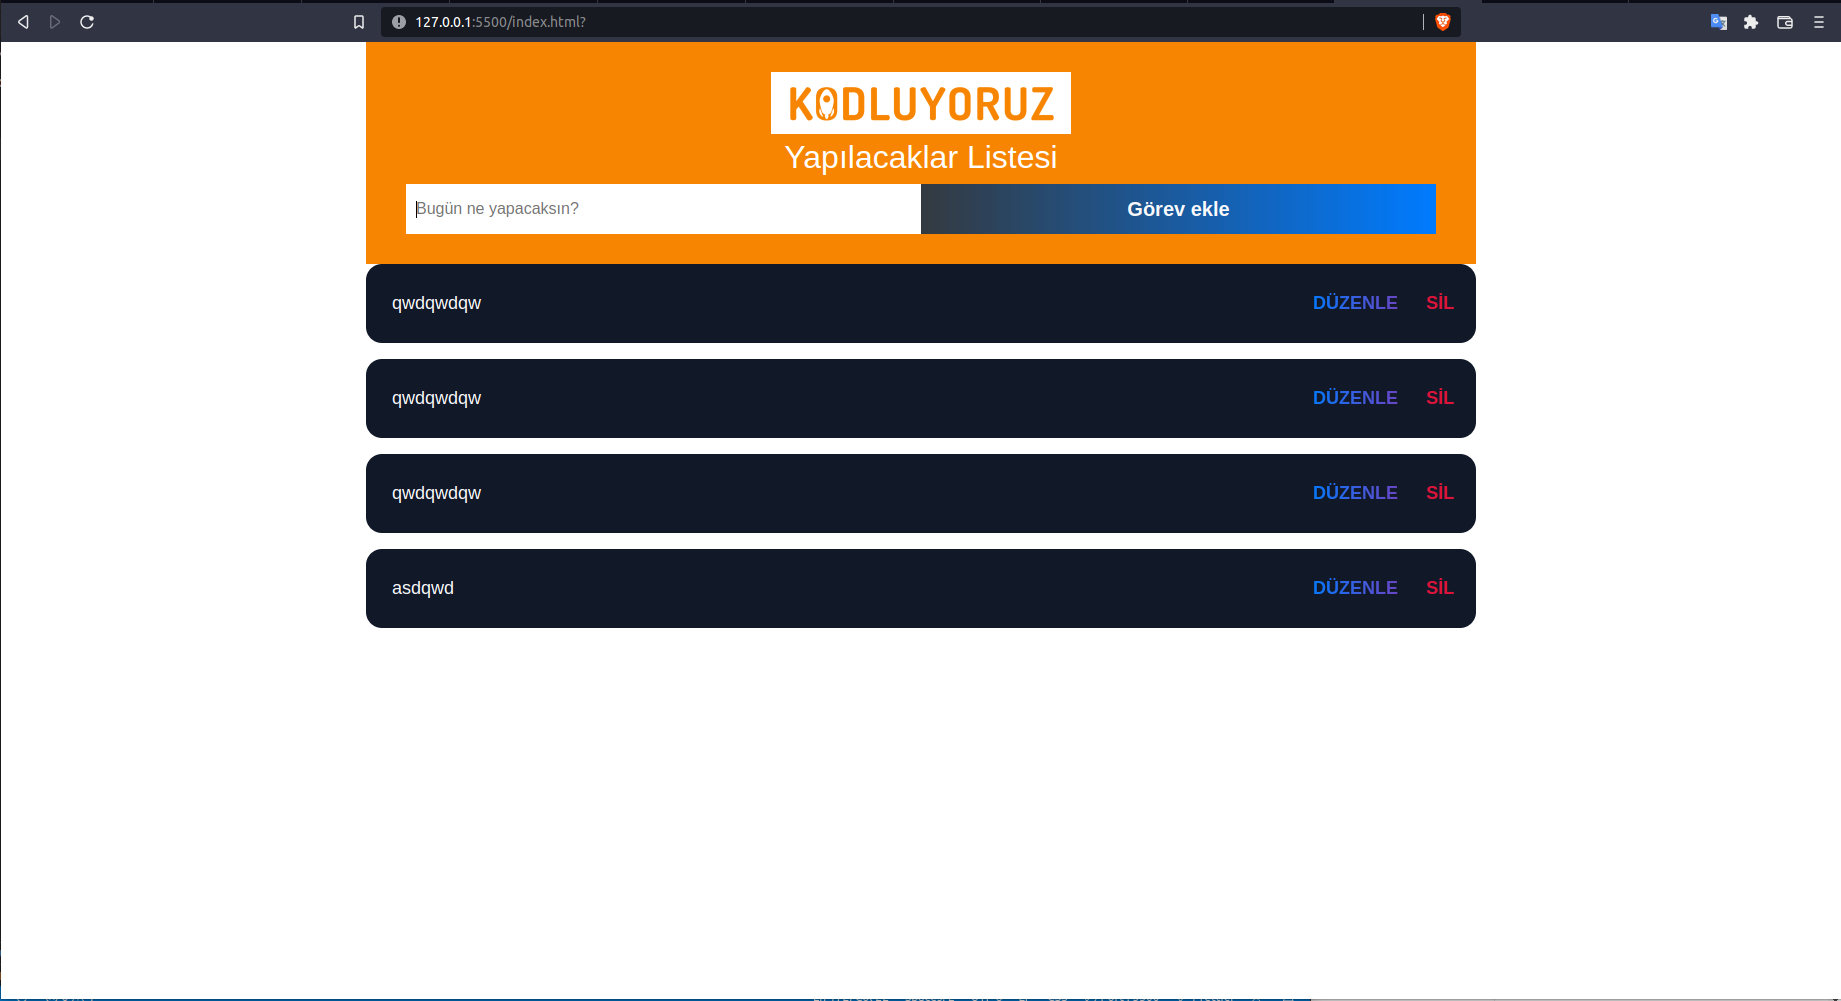 127.0.0.1:5500/index.html?
KODLUYORUZ
Yapılacaklar Listesi
Bugün ne yapacaksın? Görev ekle
qwdqwdqw DÜZENLE SİL
qwdqwdqw DÜZENLE SİL
qwdqwdqw DÜZENLE SİL
asdqwd DÜZENLE SİL